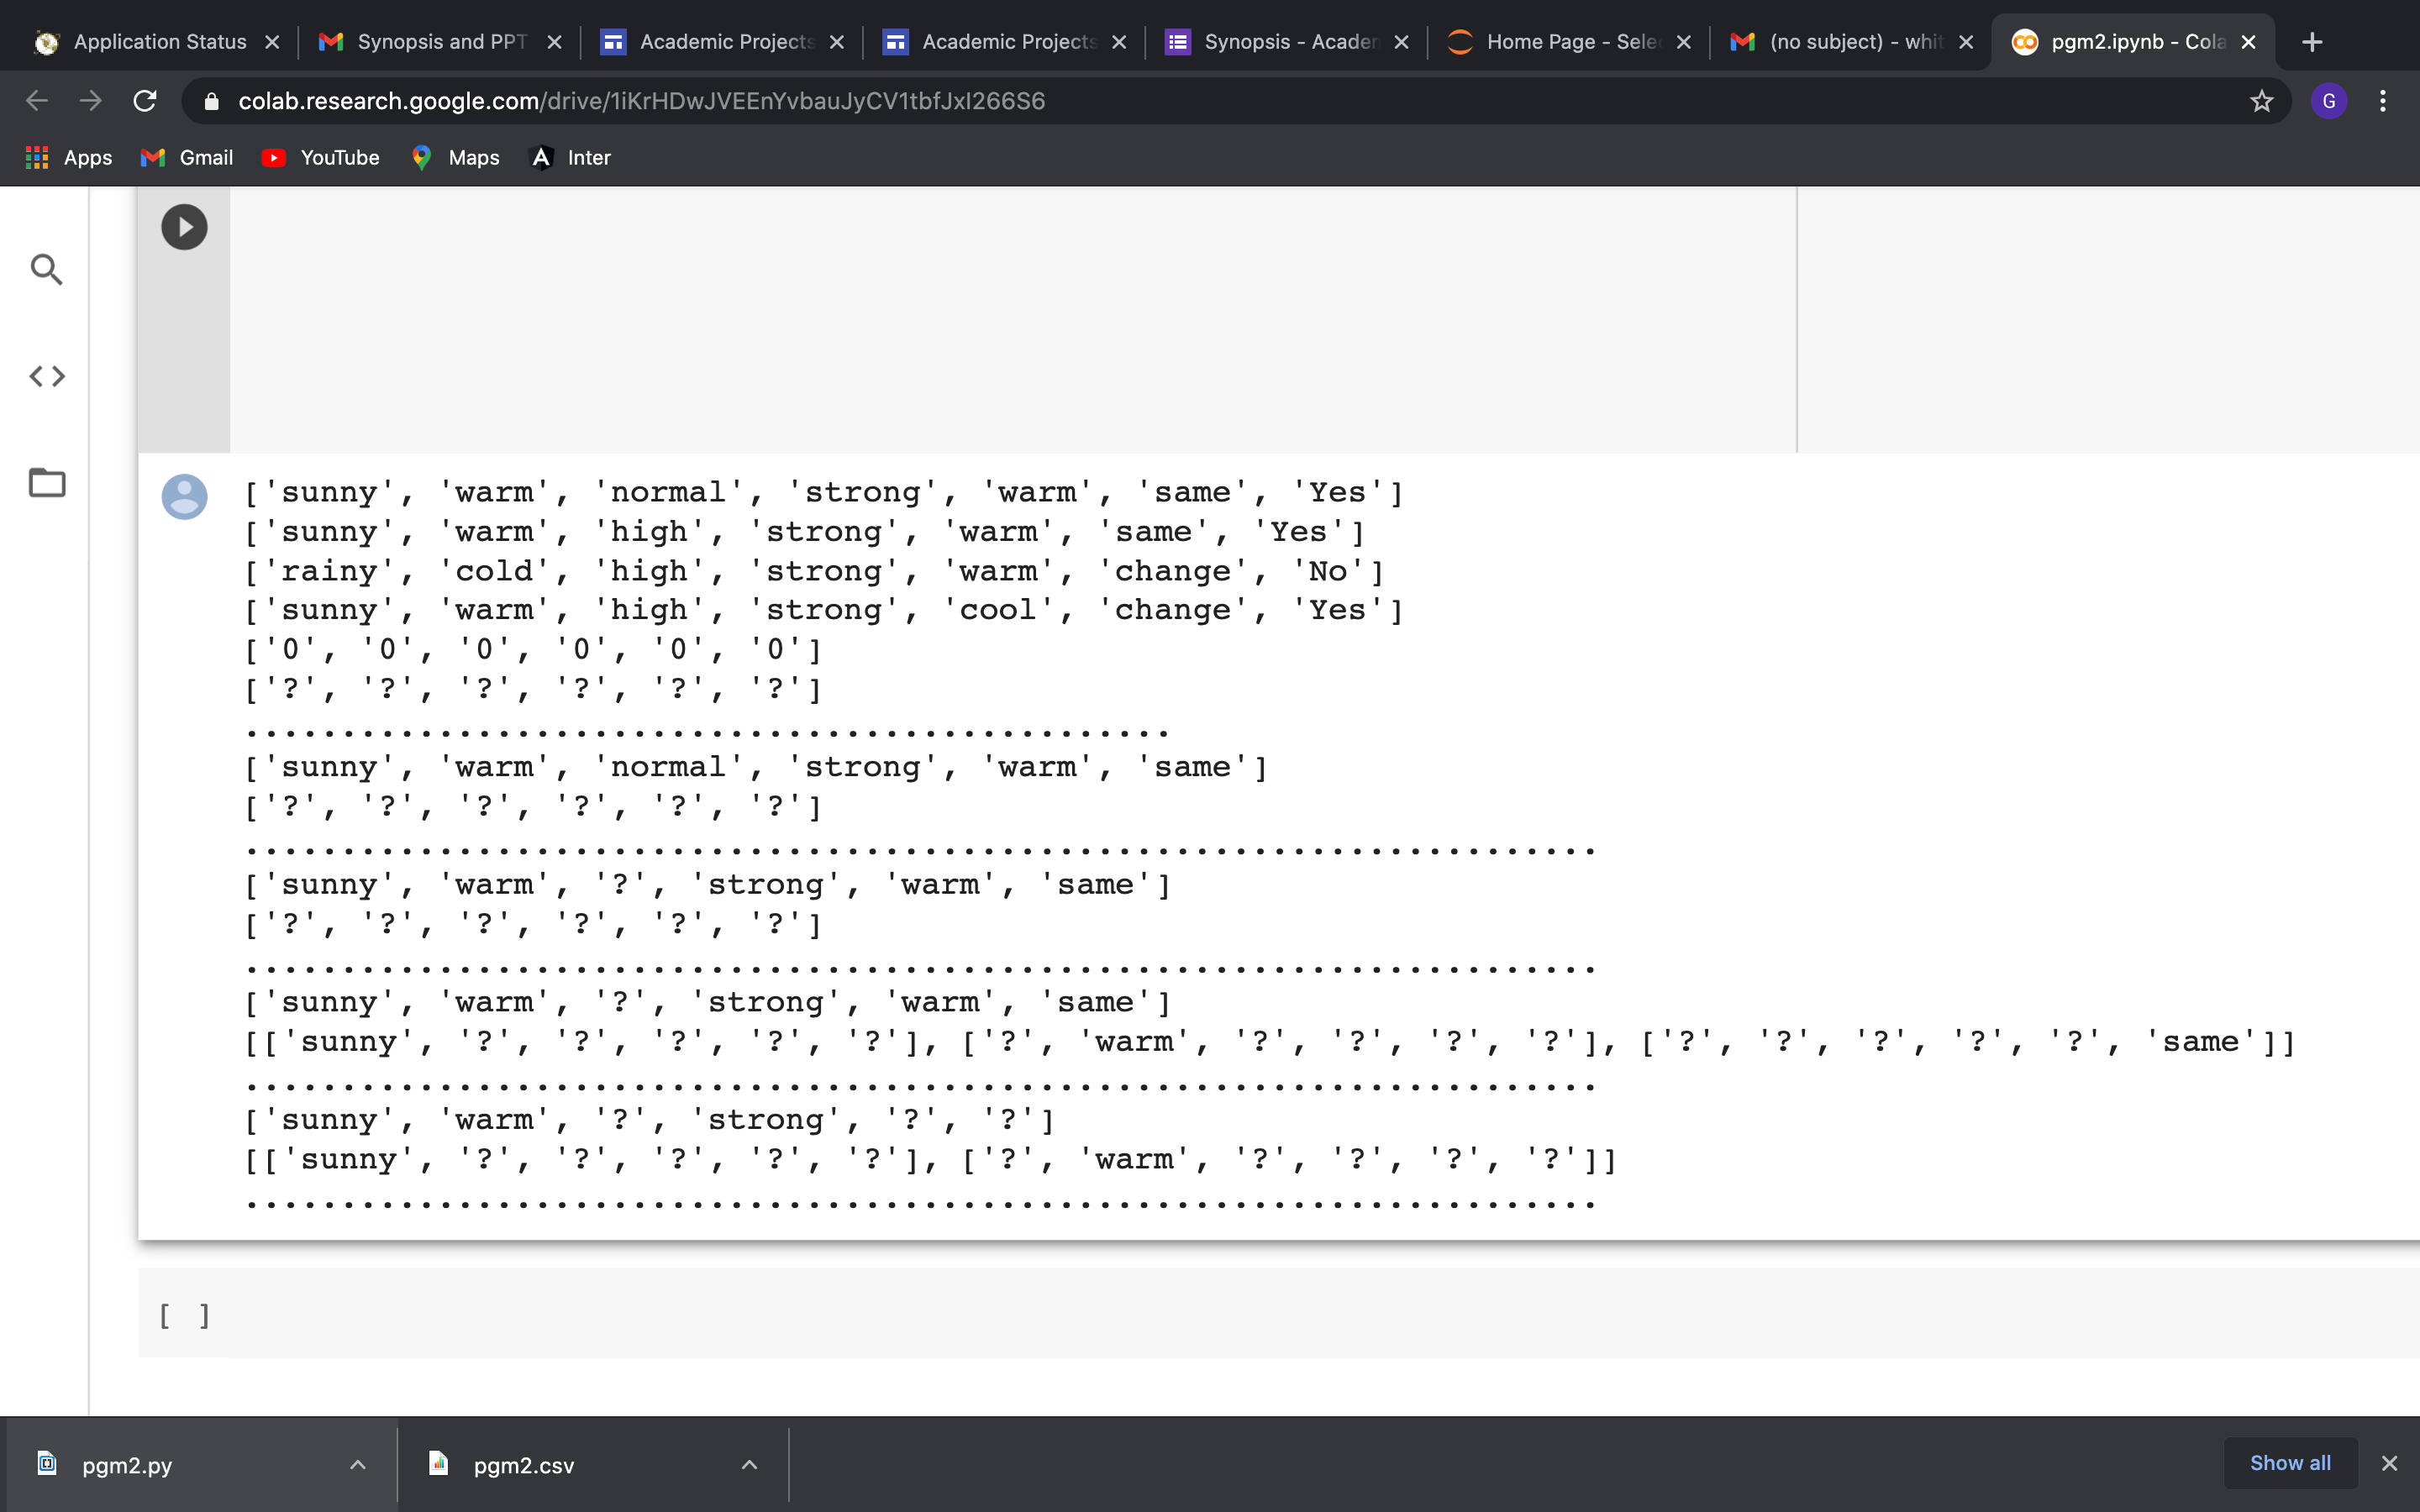 Application Status
Synopsis and PPT
Academic Projects
Academic Projects
Synopsis - Academ
Home Page - Selec
(no subject) - whit
pgm2.ipynb - Cola
colab.research.google.com/drive/1iKrHDwJVEEnYvbauJyCV1tbfJxI266S6
G
Apps
Gmail
YouTube
Maps
Inter
['sunny', 'warm', 'normal', 'strong', 'warm', 'same', 'Yes']
['sunny', 'warm', 'high', 'strong', 'warm', 'same', 'Yes']
['rainy', 'cold', 'high', 'strong', 'warm', 'change', 'No']
['sunny', 'warm', 'high', 'strong', 'cool', 'change', 'Yes']
['0', '0', '0', '0', '0', '0']
['?', '?', '?', '?', '?', '?']
................................................
['sunny', 'warm', 'normal', 'strong', 'warm', 'same']
['?', '?', '?', '?', '?', '?']
......................................................................
['sunny', 'warm', '?', 'strong', 'warm', 'same']
['?', '?', '?', '?', '?', '?']
......................................................................
['sunny', 'warm', '?', 'strong', 'warm', 'same']
[['sunny', '?', '?', '?', '?', '?'], ['?', 'warm', '?', '?', '?', '?'], ['?', '?', '?', '?', '?', 'same']]
......................................................................
['sunny', 'warm', '?', 'strong', '?', '?']
[['sunny', '?', '?', '?', '?', '?'], ['?', 'warm', '?', '?', '?', '?']]
......................................................................
[ ]
pgm2.py
pgm2.csv
Show all